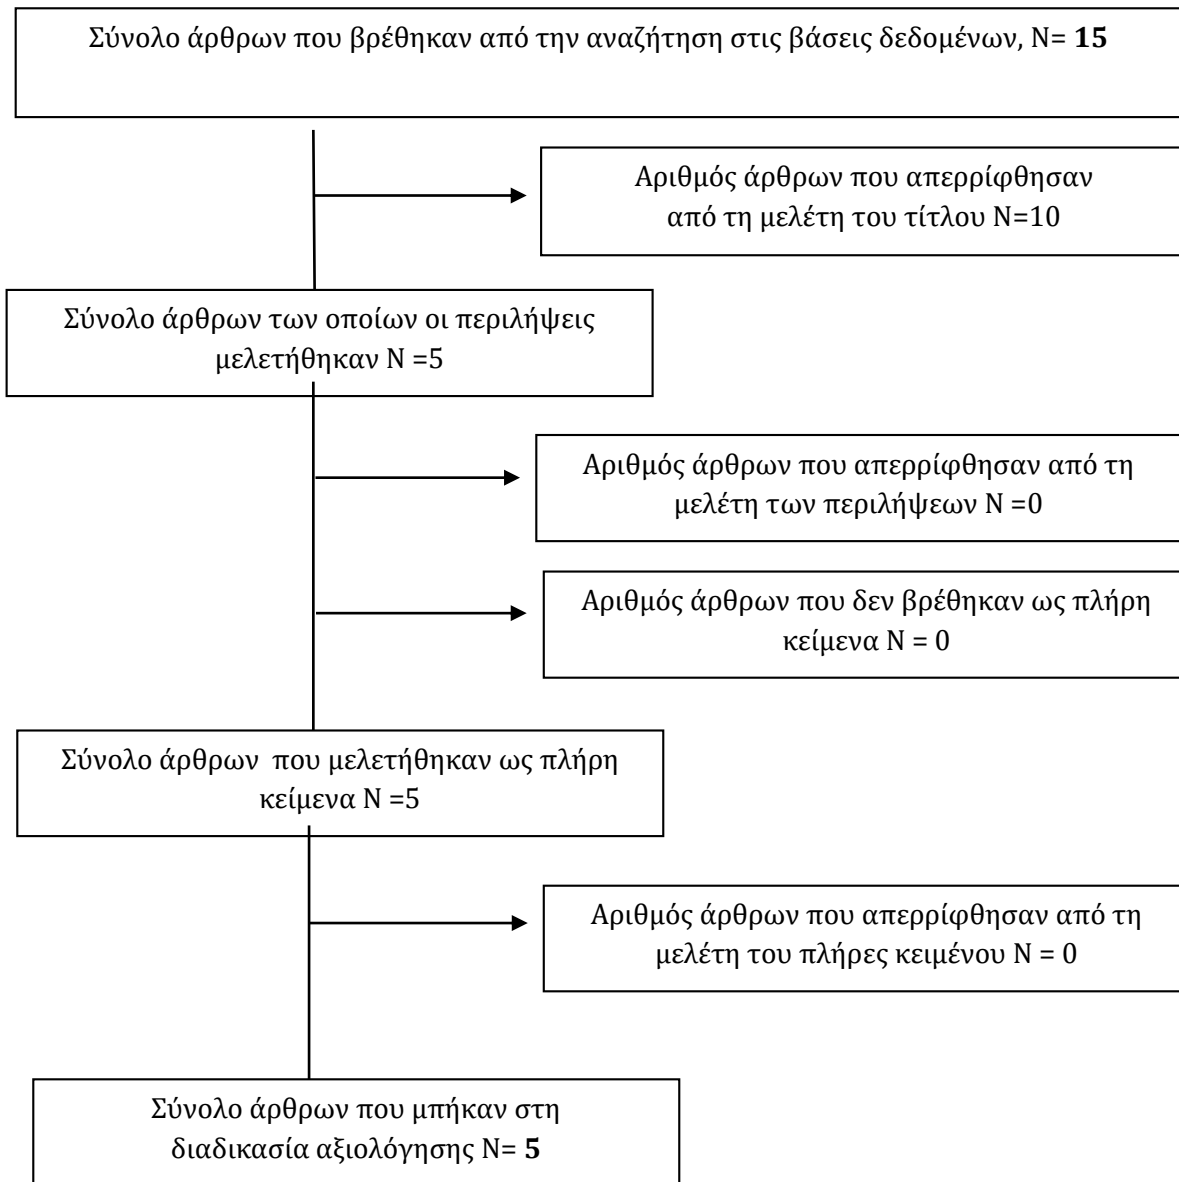 Σύνολο άρθρων που βρέθηκαν από την αναζήτηση στις βάσεις δεδομένων, N= 15
Αριθμός άρθρων που απερρίφθησαν
από τη μελέτη του τίτλου N=10
Σύνολο άρθρων των οποίων οι περιλήψεις
μελετήθηκαν N =5
Αριθμός άρθρων που απερρίφθησαν από τη
μελέτη των περιλήψεων N =0
Αριθμός άρθρων που δεν βρέθηκαν ως πλήρη
κείμενα N = 0
Σύνολο άρθρων που μελετήθηκαν ως πλήρη
κείμενα N =5
Αριθμός άρθρων που απερρίφθησαν από τη
μελέτη του πλήρες κειμένου N = 0
Σύνολο άρθρων που μπήκαν στη
διαδικασία αξιολόγησης N= 5